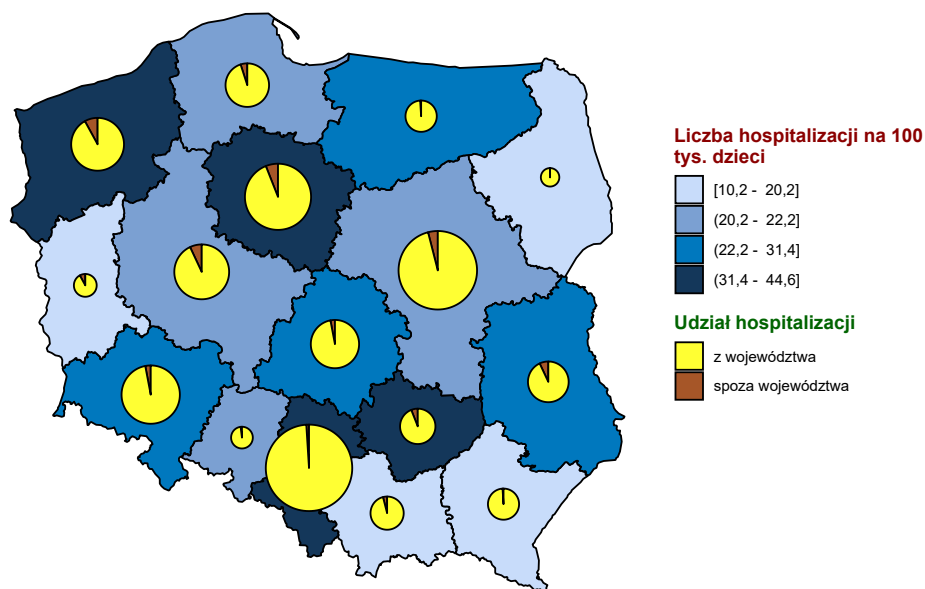 Liczba hospitalizacji na 100
tys. dzieci
[10,2 - 20,2]
(20,2 - 22,2]
(22,2 - 31,4]
(31,4 - 44,6]
Udział hospitalizacji
z województwa
spoza województwa